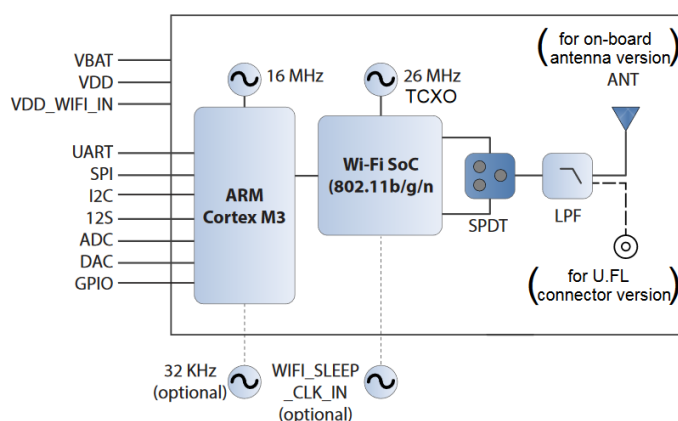 VBAT
VDD
VDD_WIFI_IN
UART
SPI
I2C
12S
ADC
DAC
GPIO
16 MHz
ARM
Cortex M3
26 MHz
TCXO
Wi-Fi SoC
(802.11b/g/n
SPDT
LPF
(for on-board
antenna version)
ANT
(for U.FL
connector version)
32 KHz
(optional)
WIFI_SLEEP
_CLK_IN
(optional)